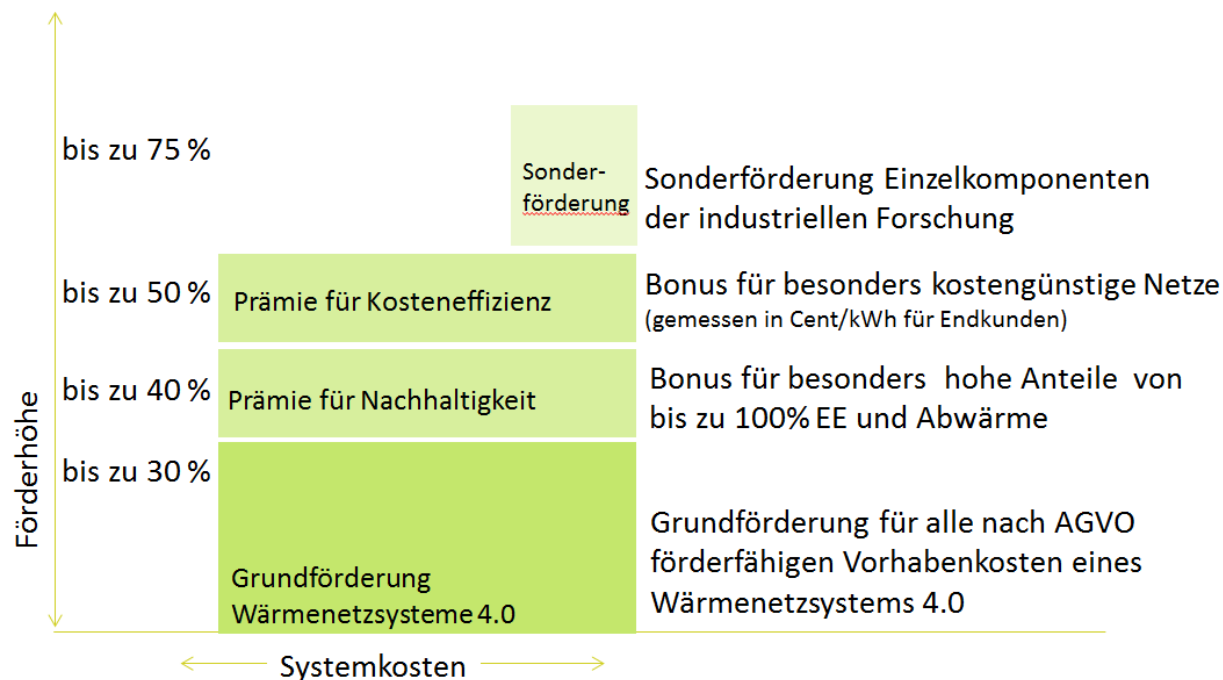 bis zu 75 %
Sonder-
förderung
Sonderförderung Einzelkomponenten
der industriellen Forschung
bis zu 50 %
Prämie für Kosteneffizienz
Bonus für besonders kostengünstige Netze
(gemessen in Cent/kWh für Endkunden)
bis zu 40 %
Prämie für Nachhaltigkeit
Bonus für besonders hohe Anteile von
bis zu 100% EE und Abwärme
bis zu 30 %
Förderhöhe
Grundförderung
Wärmenetzsysteme 4.0
Grundförderung für alle nach AGVO
förderfähigen Vorhabenkosten eines
Wärmenetzsystems 4.0
Systemkosten